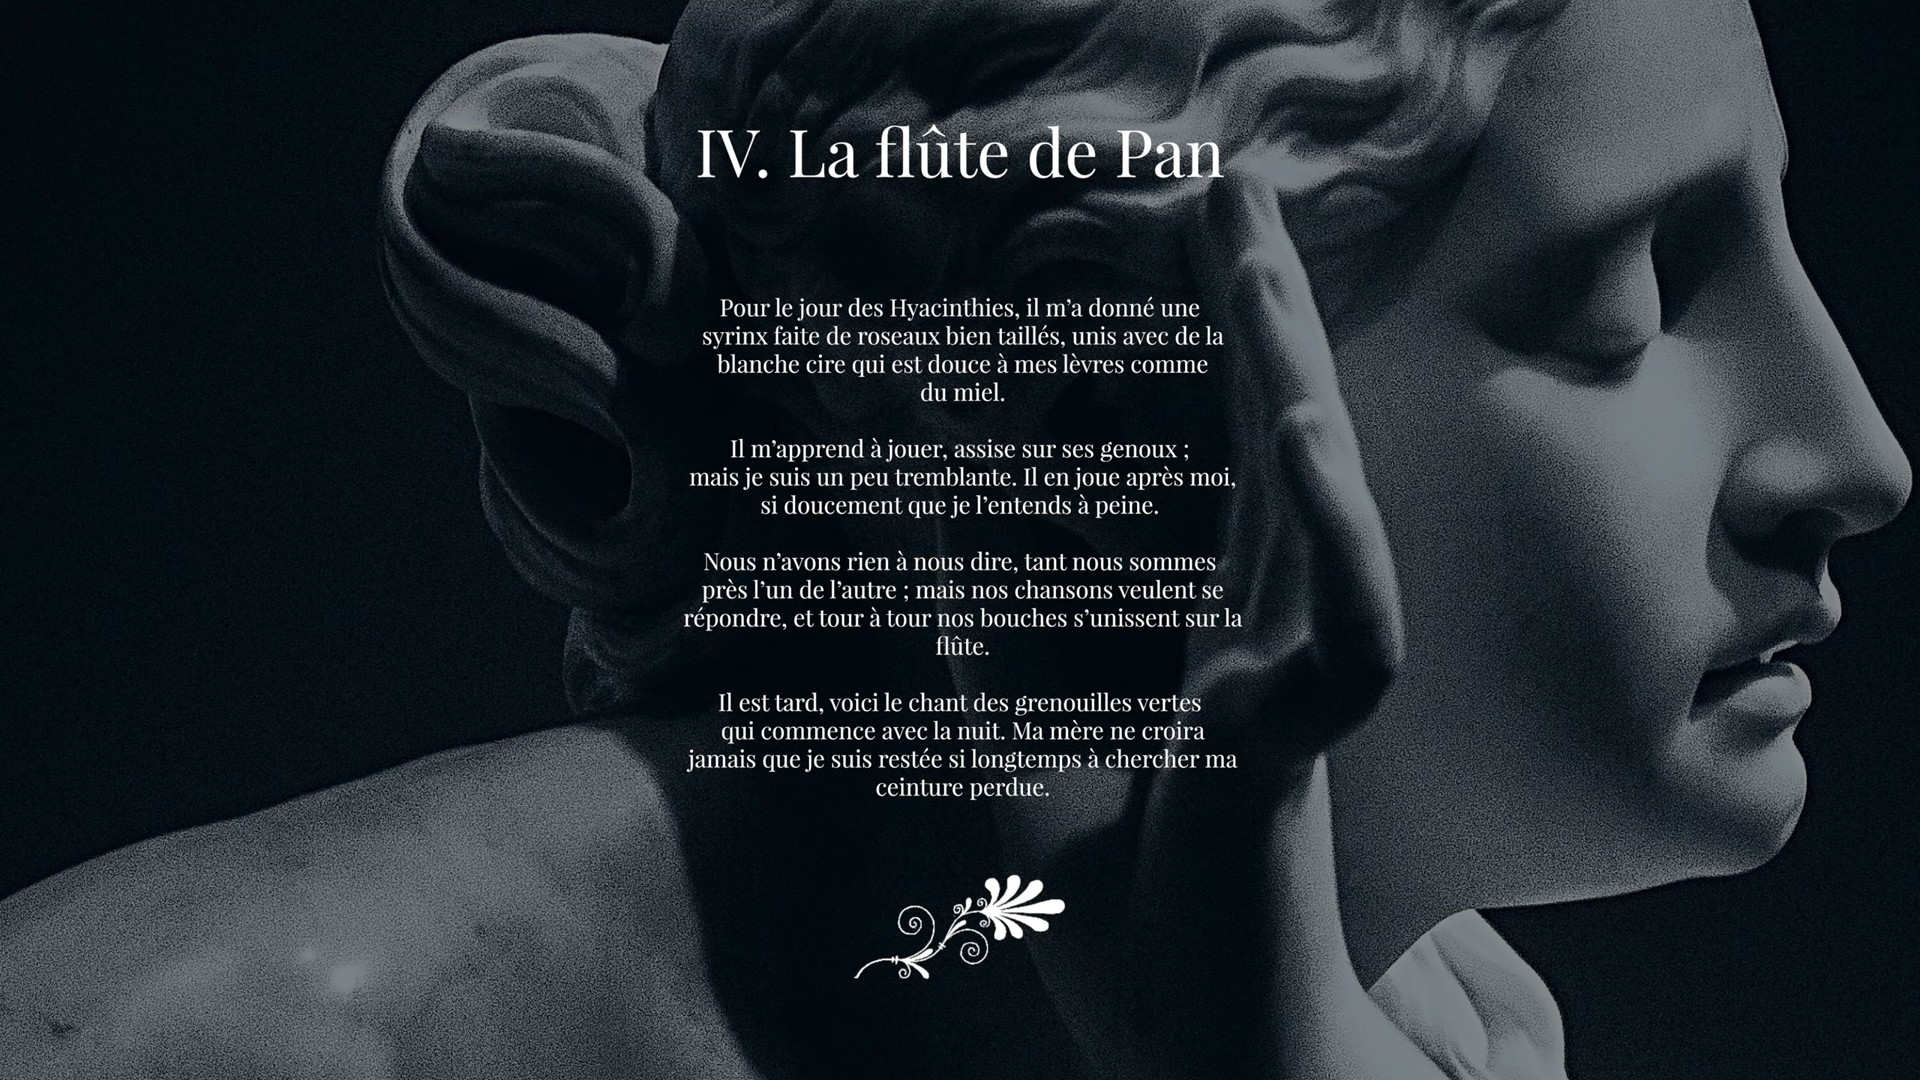 IV. La flûte de Pan
Pour le jour des Hyacinthies, il m’a donné une
syrinx faite de roseaux bien taillés, unis avec de la
blanche cire qui est douce à mes lèvres comme
du miel.
Il m’apprend à jouer, assise sur ses genoux ;
mais je suis un peu tremblante. Il en joue après moi,
si doucement que je l’entends à peine.
Nous n’avons rien à nous dire, tant nous sommes
près l’un de l’autre ; mais nos chansons veulent se
répondre, et tour à tour nos bouches s’unissent sur la
flûte.
Il est tard, voici le chant des grenouilles vertes
qui commence avec la nuit. Ma mère ne croira
jamais que je suis restée si longtemps à chercher ma
ceinture perdue.